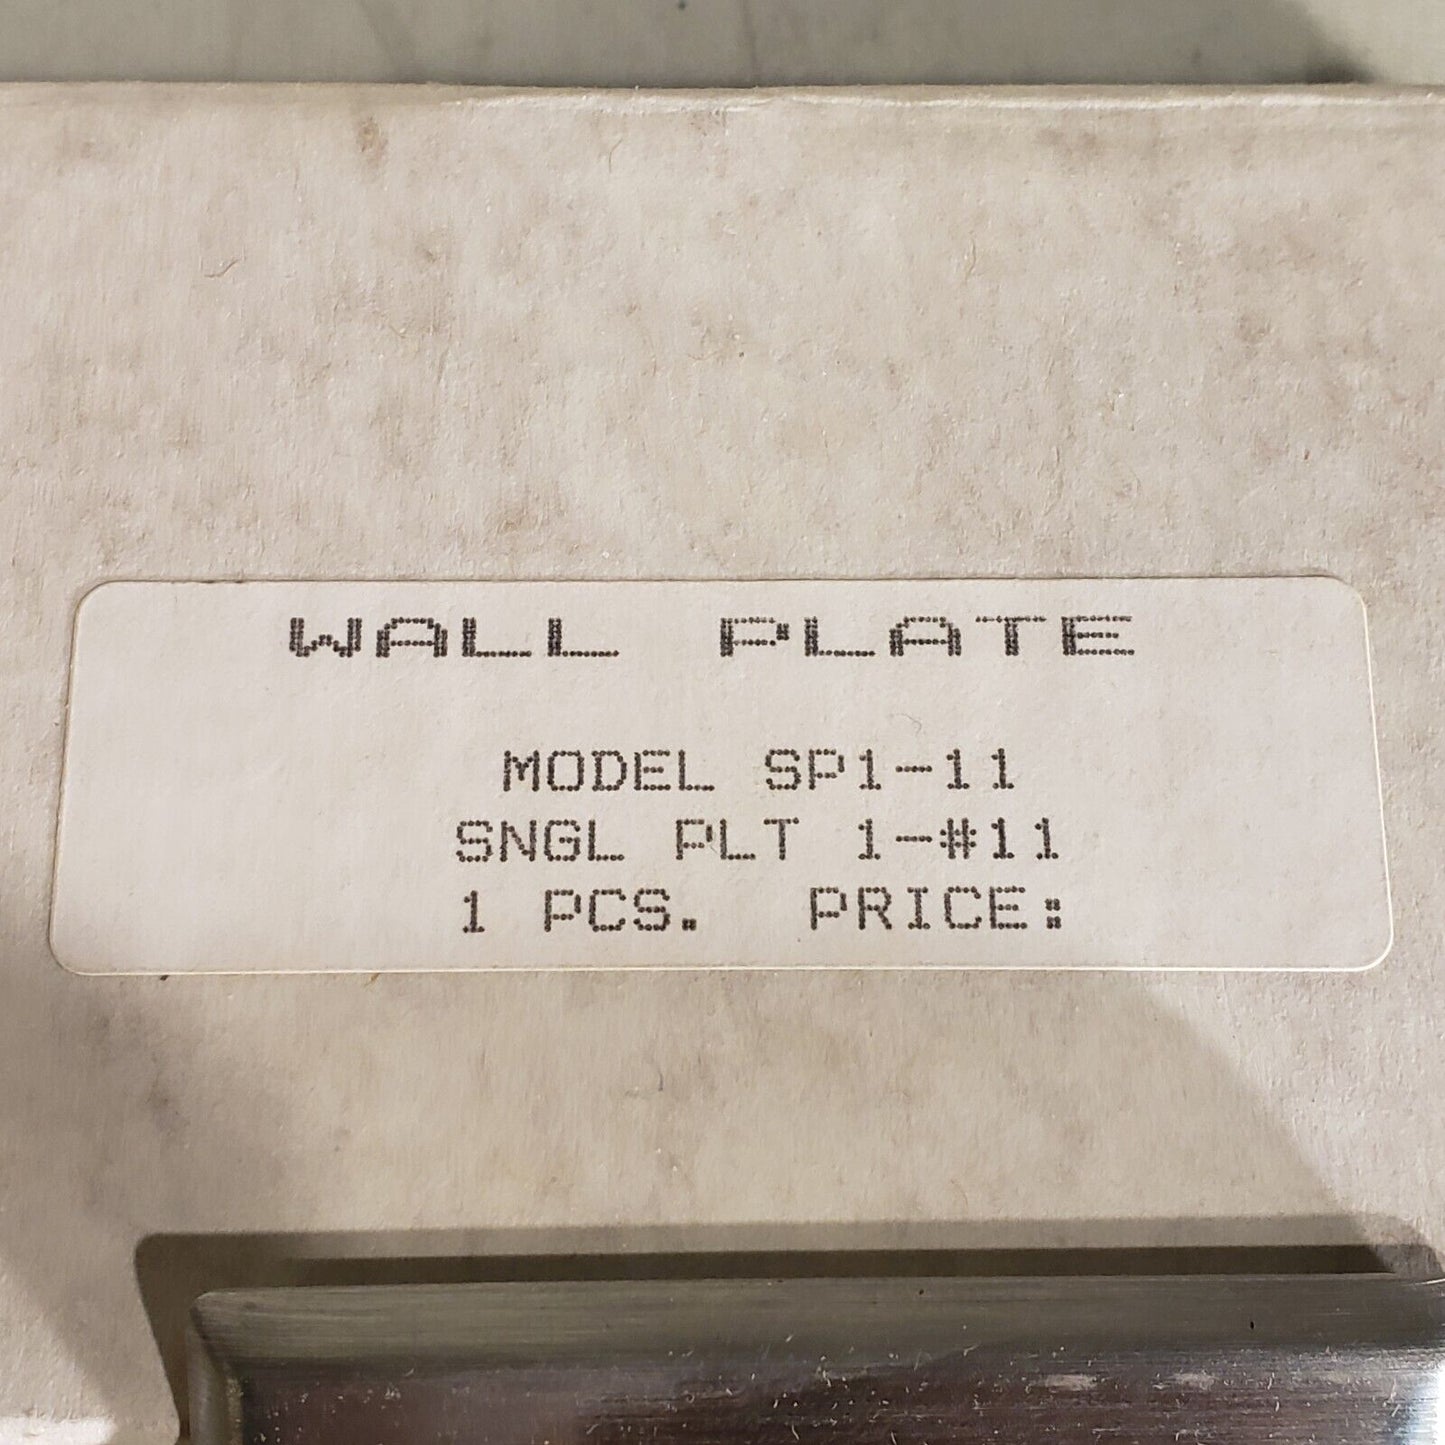 WALL PLATE
MODEL SP1-11
SNGL PLT 1-#11
1 PCS. PRICE: